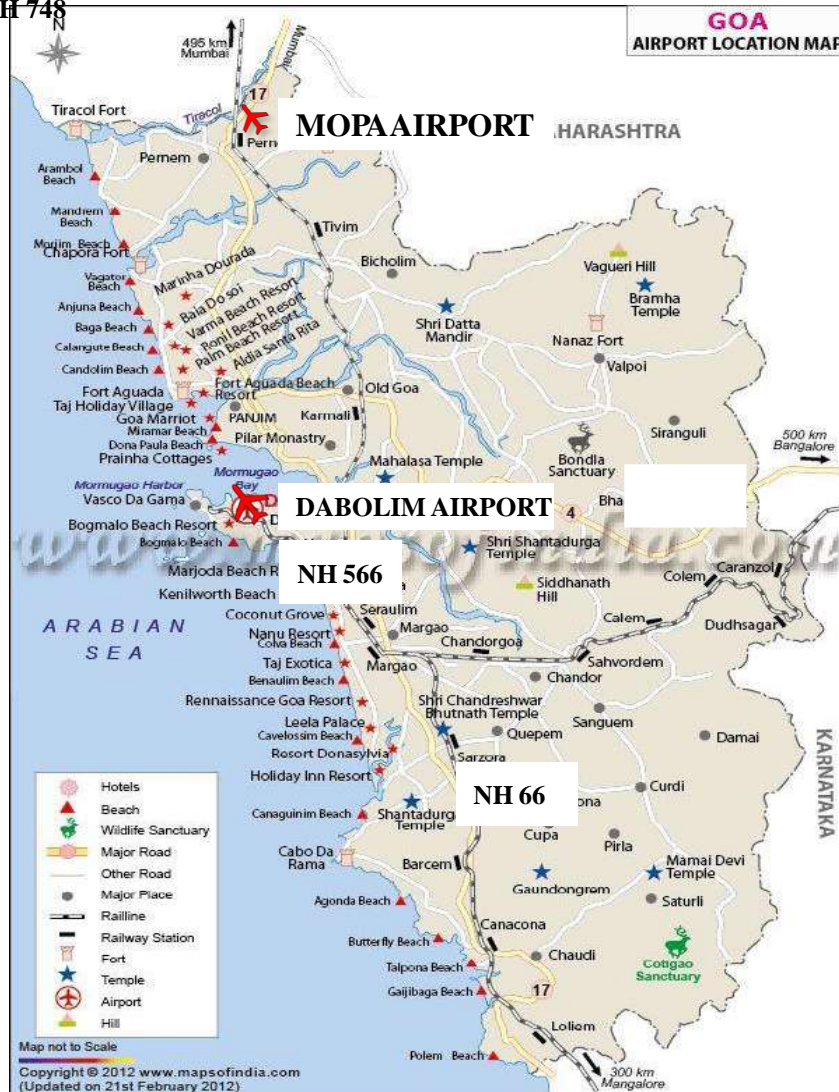 H 748
N
495 km
Mumbai
Mumbai
GOA
AIRPORT LOCATION MAP
17
Tiracol Fort
Tiracol
MOPA AIRPORT
HARASHTRA
Pernem
Arambol
Beach
Mandrem
Beach
Morjim Beach
Chapora Fort
Tivim
Bicholim
Vagueri Hill
Bramha
Temple
Vagator
Beach
Marinha Dourada
Baia Do soi
Varma Beach Resort
Ronil Beach Resort
Palm Beach Resort
Aldia Santa Rita
Anjuna Beach
Baga Beach
Calangute Beach
Candolim Beach
Shri Datta
Mandir
Nanaz Fort
Valpoi
Fort Aguada
Fort Aguada Beach
Resort
Old Goa
Taj Holiday Village
Goa Marriot
PANJIM
Karmali
Miramar Beach
Dona Paula Beach
Pilar Monastry
Prainha Cottages
Siranguli
500 km
Bangalore
Mahalasa Temple
Bondla
Sanctuary
Mormugao Harbor
Mormugao
Bay
Vasco Da Gama
DABOLIM AIRPORT
4
Bha
Bogmalo Beach Resort
Bogmalo Beach
Shri Shantadurga
Temple
NH 566
Marjoda Beach R
Kenilworth Beach
Siddhanath
Hill
Colem
Caranzol
Coconut Grove
Seraulim
Calem
Dudhsagar
ARABIAN
SEA
Nanu Resort
Colva Beach
Margao
Chandorgoa
Taj Exotica
Margao
Sahvordem
Benaulim Beach
Chandor
Rennaissance Goa Resort
Shri Chandreshwar
Bhutnath Temple
Sanguem
Leela Palace
Cavelossim Beach
Quepem
Damai
Resort Donasylvia
Sarzora
Holiday Inn Resort
KARNATAKA
NH 66
ona
Curdi
Canaguinim Beach
Shantadurga
Temple
Cupa
Pirla
Cabo Da
Rama
Barcem
Gaundongrem
Mamai Devi
Temple
Saturli
Agonda Beach
Canacona
Butterfly Beach
Chaudi
Cotigao
Sanctuary
Talpona Beach
Gaijibaga Beach
17
Loliem
Polem Beach
300 km
Mangalore
Hotels
Beach
Wildlife Sanctuary
Major Road
Other Road
Major Place
Railline
Railway Station
Fort
Temple
Airport
Hill
Map not to Scale
Copyright © 2012 www.mapsofindia.com
(Updated on 21st February 2012)